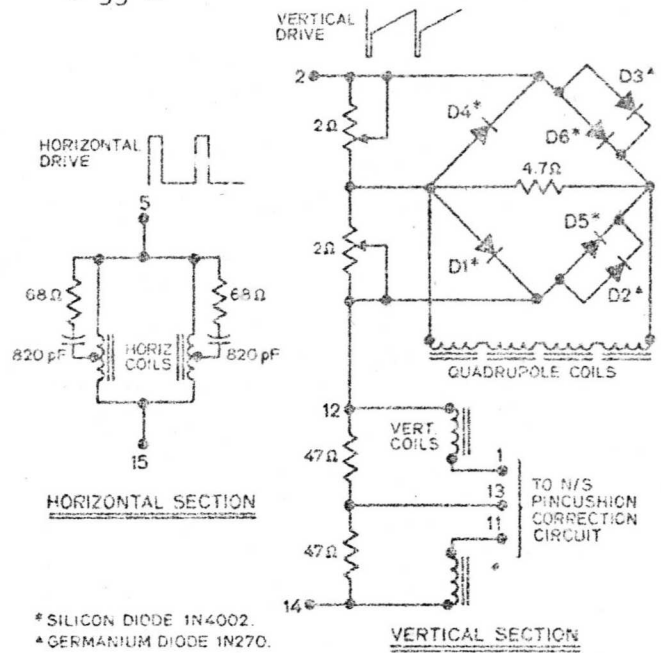 VERTICAL
DRIVE
2
D3▲
D4*
2Ω
D6*
HORIZONTAL
DRIVE
4.7Ω
5
D5*
2Ω
D1*
68Ω
68Ω
D2▲
820 pF
HORIZ
COILS
820 pF
QUADRUPOLE COILS
12
VERT.
COILS
1
15
47Ω
13
TO N/S
PINCUSHION
CORRECTION
CIRCUIT
HORIZONTAL SECTION
11
47Ω
14
* SILICON DIODE 1N4002.
▲ GERMANIUM DIODE 1N270.
VERTICAL SECTION